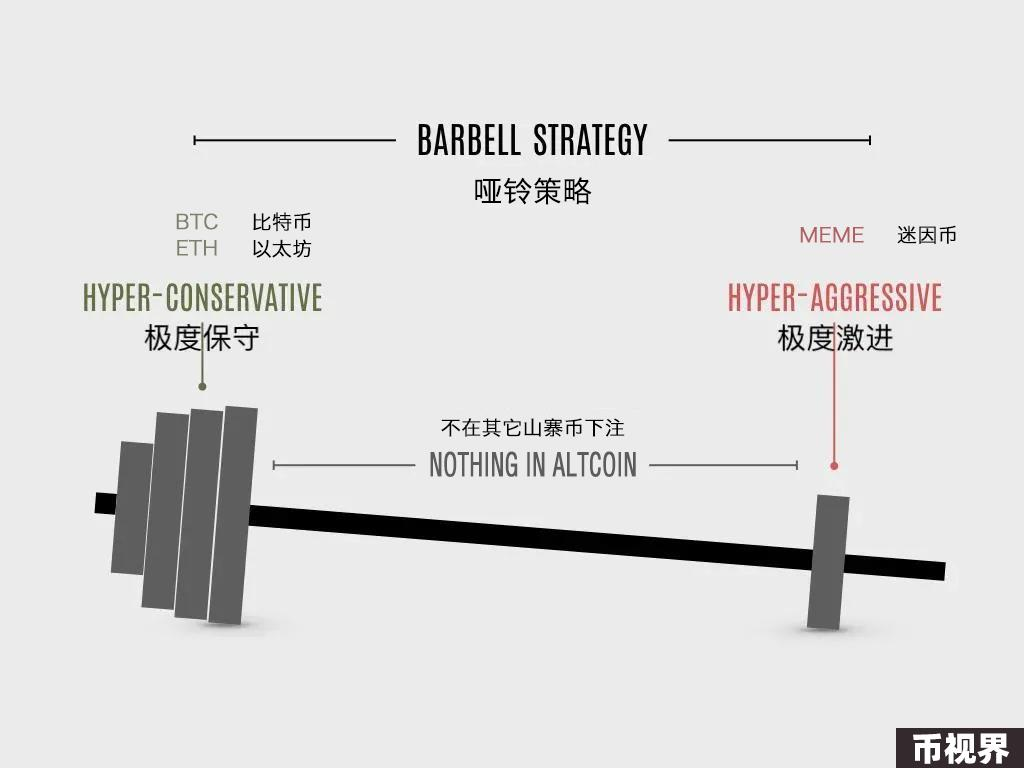 BARBELL STRATEGY
哑铃策略
BTC 比特币
ETH 以太坊
HYPER-CONSERVATIVE
极度保守
MEME 迷因币
HYPER-AGGRESSIVE
极度激进
不在其它山寨币下注
NOTHING IN ALTCOIN
币视界